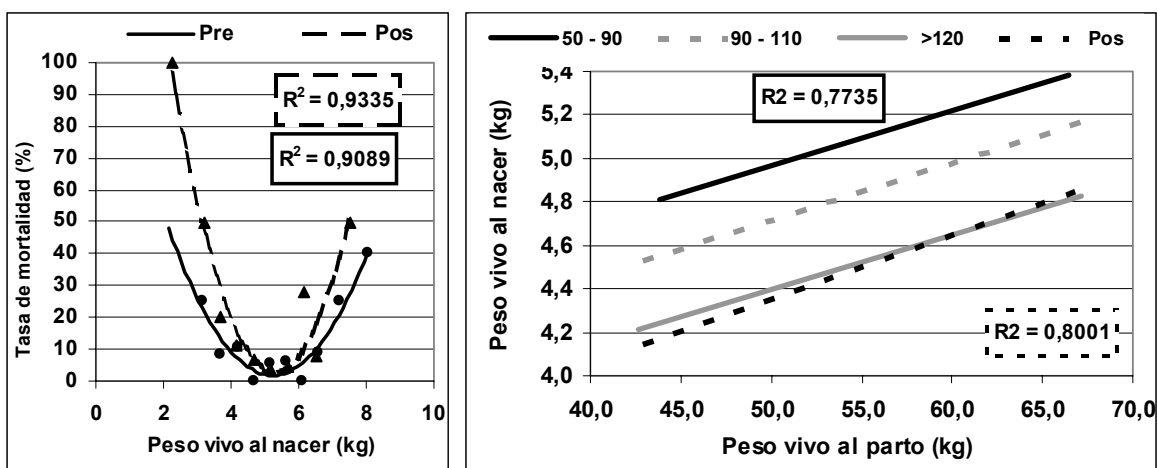 Pre Pos
100
90
80
70
60
50
40
30
20
10
0
R² = 0,9335
R² = 0,9089
Tasa de mortalidad (%)
0 2 4 6 8 10
Peso vivo al nacer (kg)
50 - 90 90 - 110 >120 Pos
5,4
5,2
5,0
4,8
4,6
4,4
4,2
4,0
R2 = 0,7735
R2 = 0,8001
Peso vivo al nacer (kg)
40,0 45,0 50,0 55,0 60,0 65,0 70,0
Peso vivo al parto (kg)